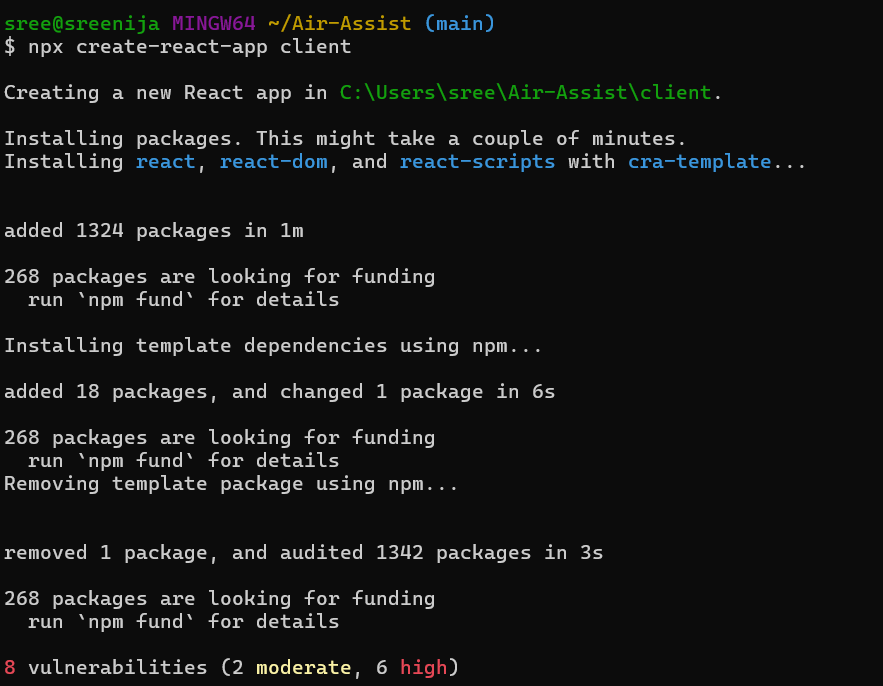 sree@sreenija MINGW64 ~/Air-Assist (main)
$ npx create-react-app client
Creating a new React app in C:\Users\sree\Air-Assist\client.
Installing packages. This might take a couple of minutes.
Installing react, react-dom, and react-scripts with cra-template...
added 1324 packages in 1m
268 packages are looking for funding
  run `npm fund` for details
Installing template dependencies using npm...
added 18 packages, and changed 1 package in 6s
268 packages are looking for funding
  run `npm fund` for details
Removing template package using npm...
removed 1 package, and audited 1342 packages in 3s
268 packages are looking for funding
  run `npm fund` for details
8 vulnerabilities (2 moderate, 6 high)